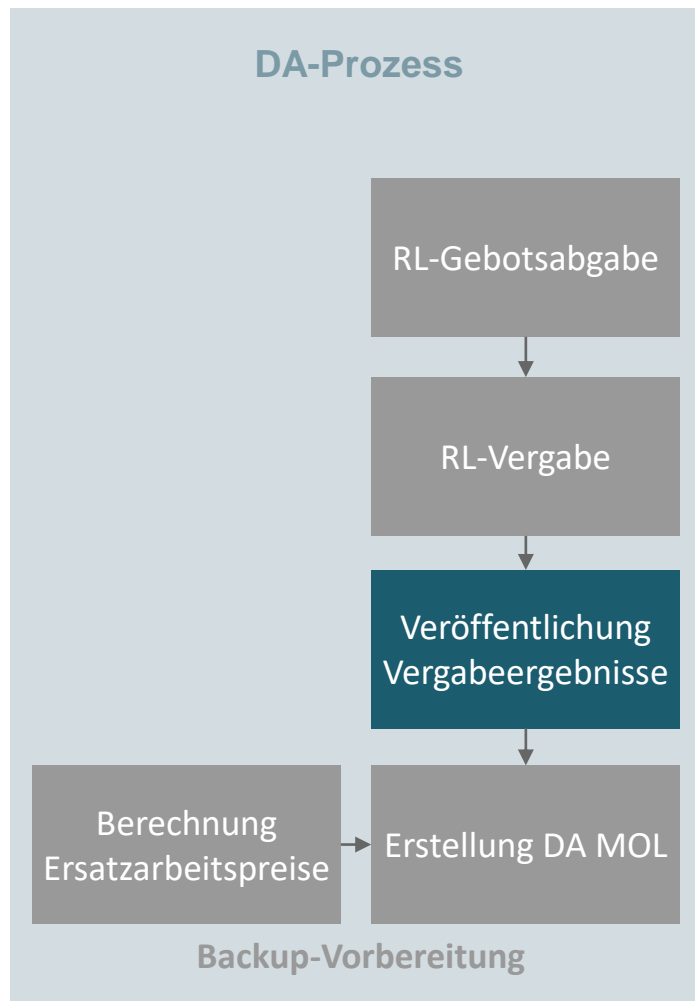 DA-Prozess
RL-Gebotsabgabe
RL-Vergabe
Veröffentlichung
Vergabeergebnisse
Berechnung
Ersatzarbeitspreise
Erstellung DA MOL
Backup-Vorbereitung